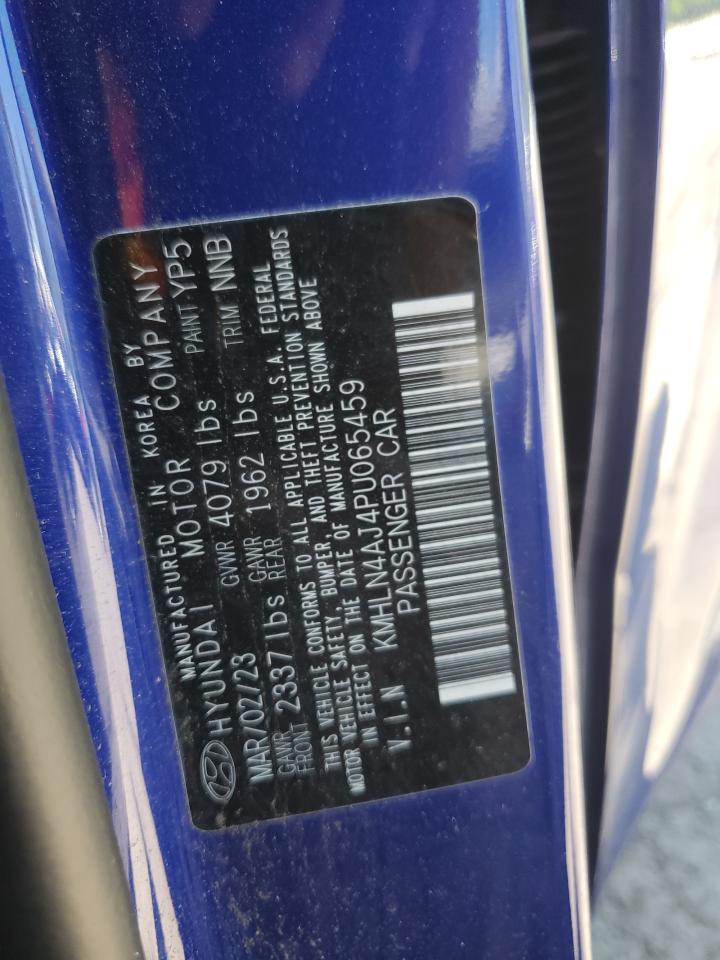 MANUFACTURED IN KOREA BY
HYUNDAI MOTOR COMPANY
MAR/02/23 GVWR 4079 lbs PAINT YP5
GAWR FRONT 2337 lbs GAWR REAR 1962 lbs TRIM NNB
THIS VEHICLE CONFORMS TO ALL APPLICABLE U.S.A. FEDERAL
MOTOR VEHICLE SAFETY, BUMPER, AND THEFT PREVENTION STANDARDS
IN EFFECT ON THE DATE OF MANUFACTURE SHOWN ABOVE
V.I.N KMHLN4AJ4PU065459
PASSENGER CAR